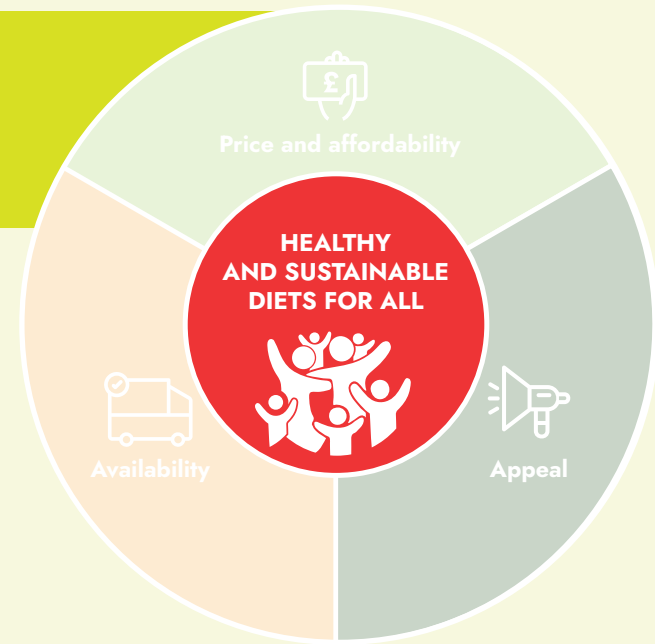 £
Price and affordability
HEALTHY
AND SUSTAINABLE
DIETS FOR ALL
Availability
Appeal